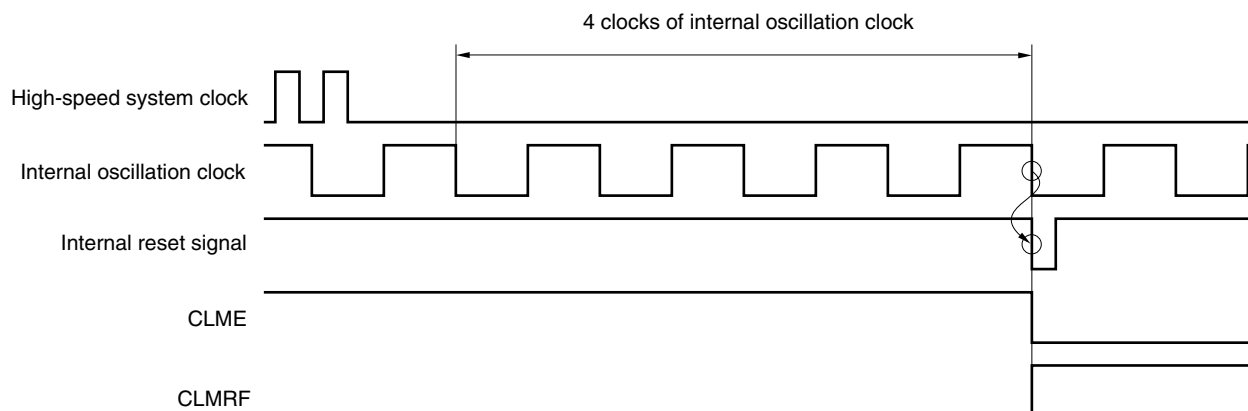 4 clocks of internal oscillation clock
High-speed system clock
Internal oscillation clock
Internal reset signal
CLME
CLMRF